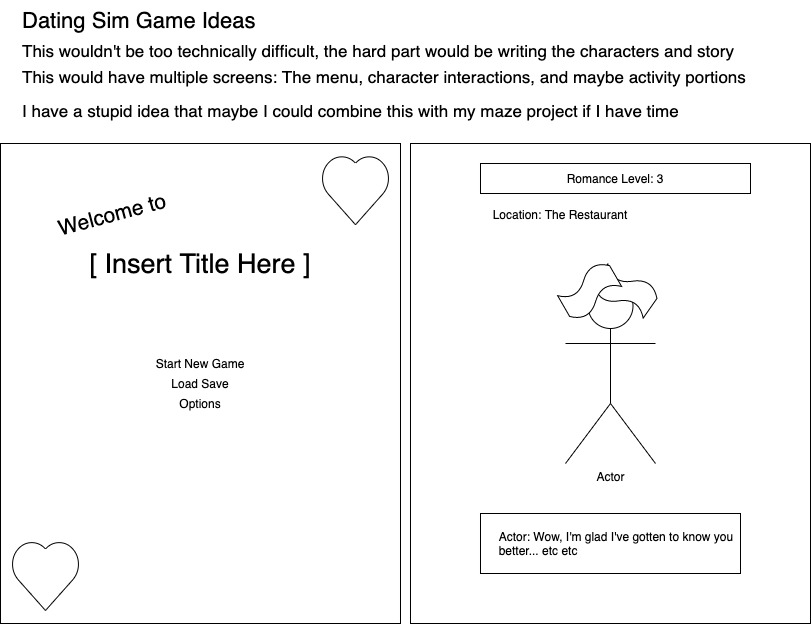 Dating Sim Game Ideas
This wouldn't be too technically difficult, the hard part would be writing the characters and story
This would have multiple screens: The menu, character interactions, and maybe activity portions
I have a stupid idea that maybe I could combine this with my maze project if I have time
Welcome to
[ Insert Title Here ]
Start New Game
Load Save
Options
Romance Level: 3
Location: The Restaurant
Actor
Actor: Wow, I'm glad I've gotten to know you
better... etc etc